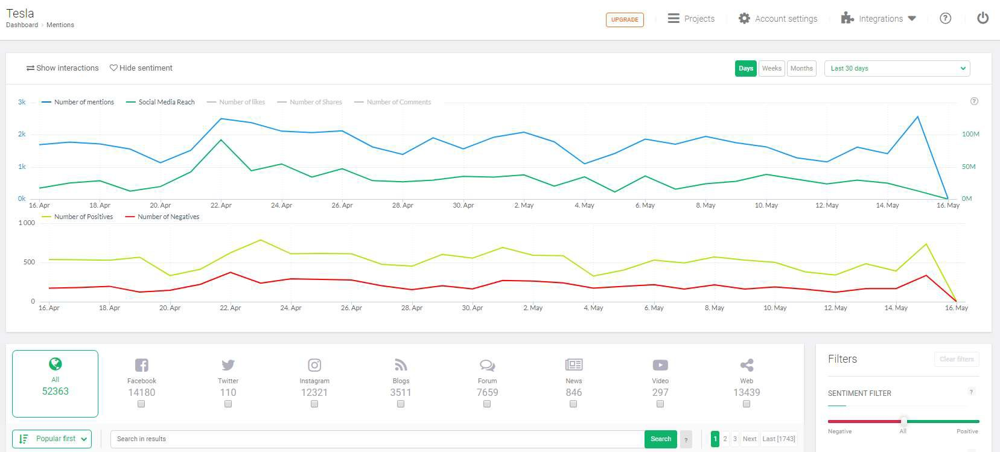 Tesla
Dashboard › Mentions
UPGRADE Projects Account settings Integrations ?
Show interactions Hide sentiment
Days Weeks Months Last 30 days
Number of mentions Social Media Reach Number of likes Number of Shares Number of Comments ?
3k
2k 100M
1k 50M
0k 0M
16. Apr 18. Apr 20. Apr 22. Apr 24. Apr 26. Apr 28. Apr 30. Apr 2. May 4. May 6. May 8. May 10. May 12. May 14. May 16. May
Number of Positives Number of Negatives
1 000
500
0
16. Apr 18. Apr 20. Apr 22. Apr 24. Apr 26. Apr 28. Apr 30. Apr 2. May 4. May 6. May 8. May 10. May 12. May 14. May 16. May
All Facebook Twitter Instagram Blogs Forum News Video Web
52363 14180 110 12321 3511 7659 846 297 13439
Popular first Search in results Search ? 1 2 3 Next Last [1743]
Filters Clear filters
SENTIMENT FILTER ?
Negative All Positive